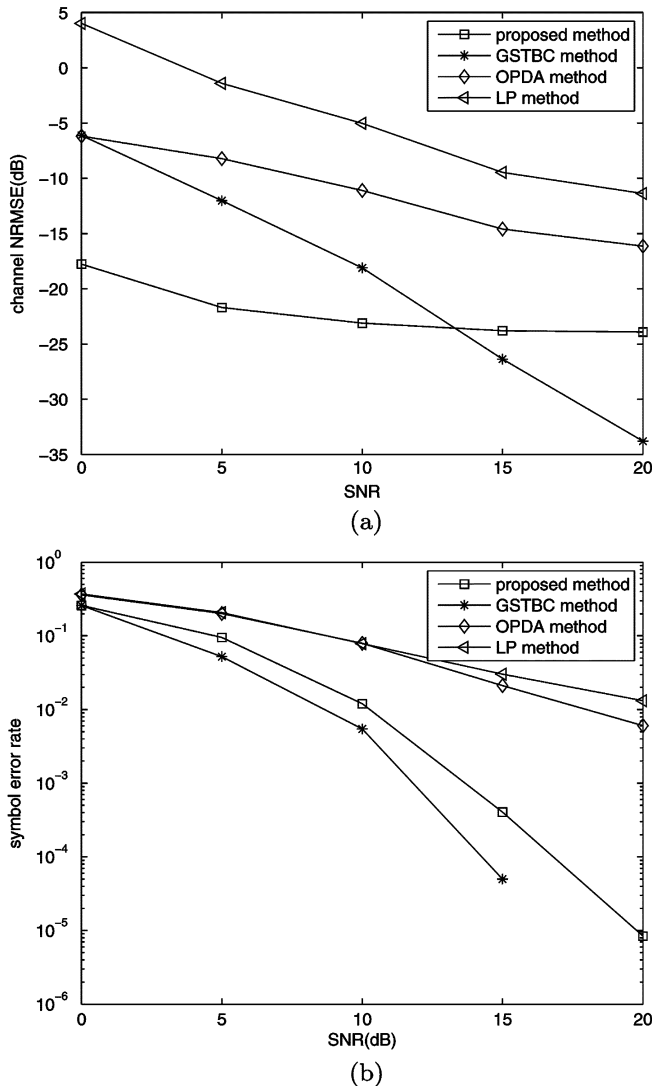 5
0
−5
−10
−15
−20
−25
−30
−35
channel NRMSE(dB)
proposed method
GSTBC method
OPDA method
LP method
0 5 10 15 20
SNR
(a)
10^0
10^−1
10^−2
10^−3
10^−4
10^−5
10^−6
symbol error rate
proposed method
GSTBC method
OPDA method
LP method
0 5 10 15 20
SNR(dB)
(b)